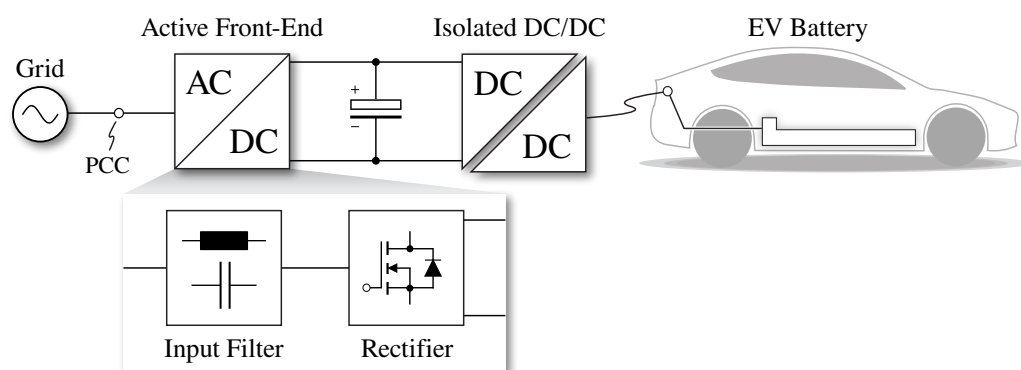 Active Front-End
Isolated DC/DC
EV Battery
Grid
AC
DC
+
−
DC
DC
PCC
Input Filter
Rectifier